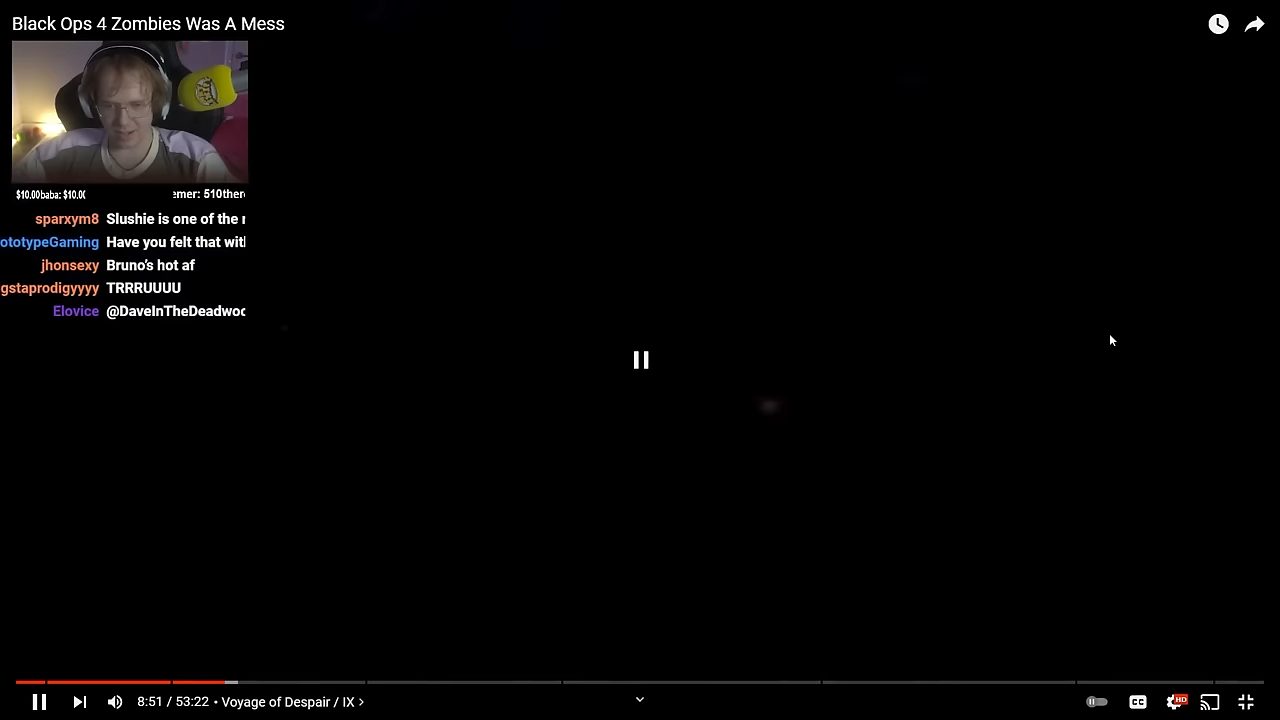 Black Ops 4 Zombies Was A Mess
$10.00baba: $10.0 emer: 510ther
sparxym8 Slushie is one of the
ototypeGaming Have you felt that wit
jhonsexy Bruno's hot af
gstaprodigyyyy TRRRUUUU
Elovice @DaveInTheDeadwo
8:51 / 53:22 • Voyage of Despair / IX >
CC
HD